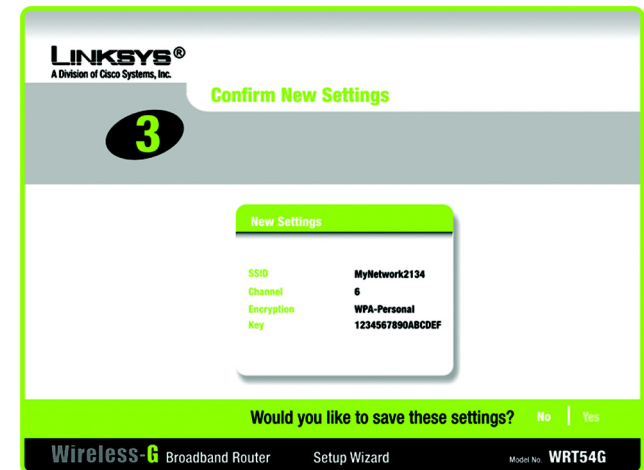 LINKSYS®
A Division of Cisco Systems, Inc.
Confirm New Settings
3
New Settings
SSID MyNetwork2134
Channel 6
Encryption WPA-Personal
Key 1234567890ABCDEF
Would you like to save these settings? No Yes
Wireless-G Broadband Router Setup Wizard Model No. WRT54G